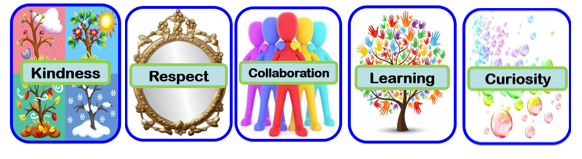 Kindness
Respect
Collaboration
Learning
Curiosity